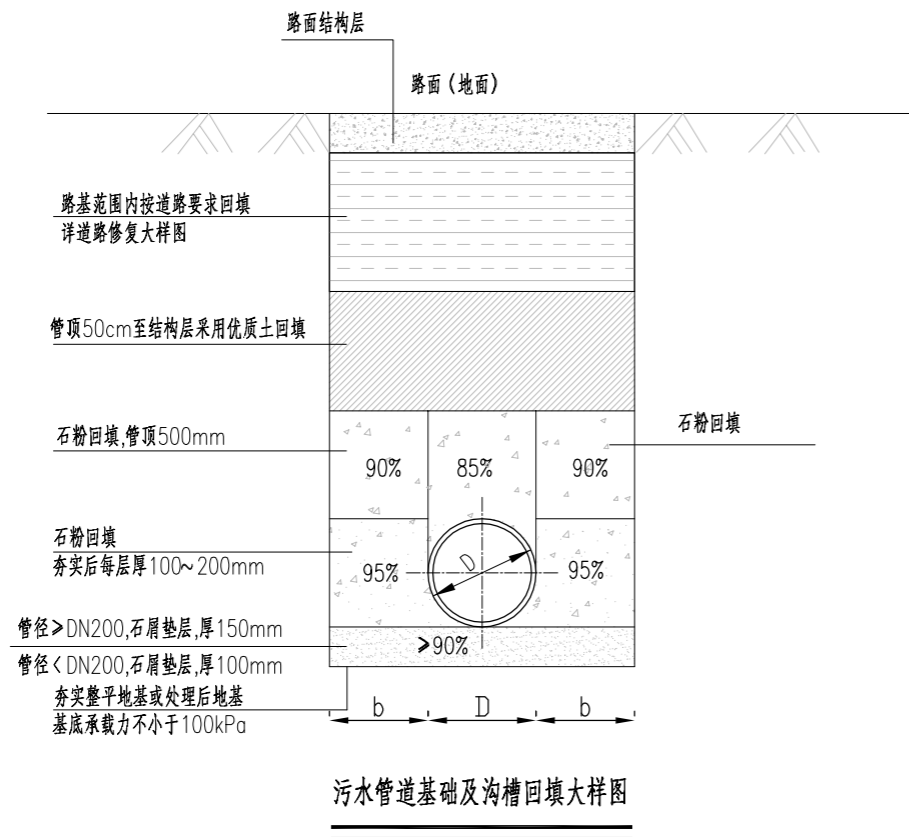 路面结构层
路面（地面）
路基范围内按道路要求回填
详道路修复大样图
管顶50cm至结构层采用优质土回填
石粉回填,管顶500mm
石粉回填
90%
85%
90%
石粉回填
夯实后每层厚100~200mm
95%
D
95%
管径≥DN200,石屑垫层,厚150mm
管径<DN200,石屑垫层,厚100mm
≥90%
夯实整平地基或处理后地基
基底承载力不小于100kPa
b
D
b
污水管道基础及沟槽回填大样图